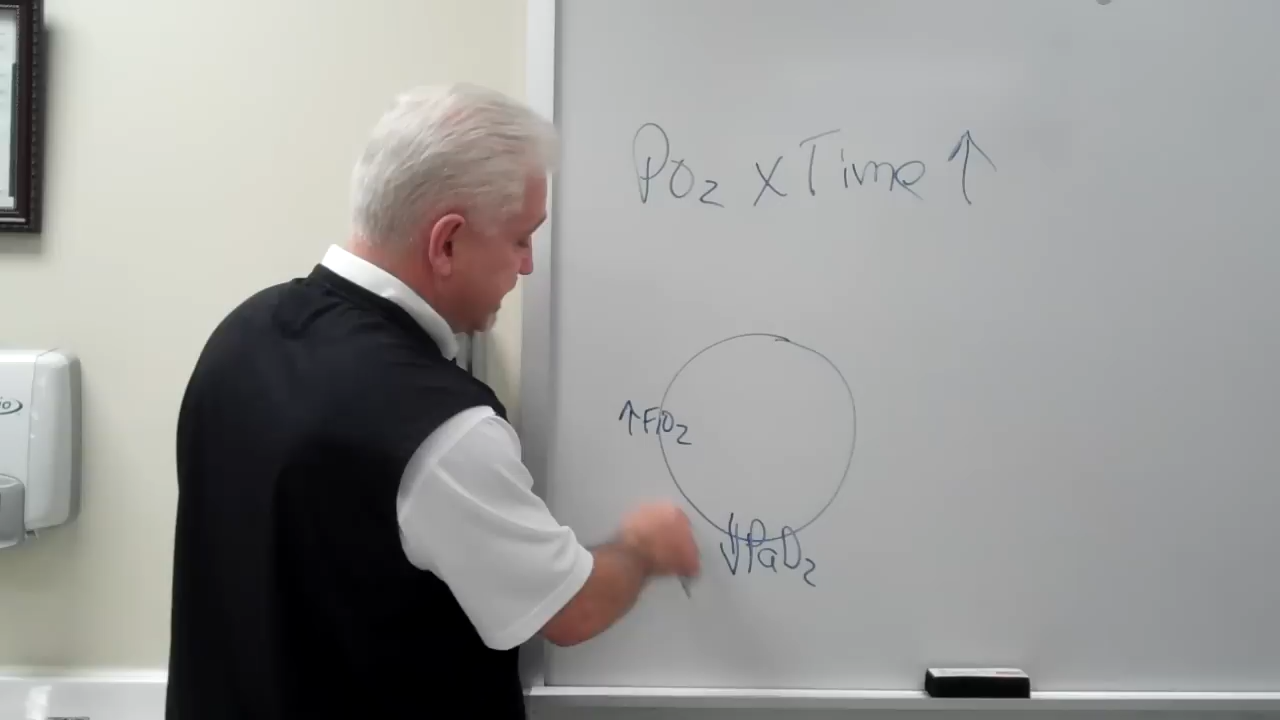 PO2 x Time ↑
↑ FIO2
↓ PaO2